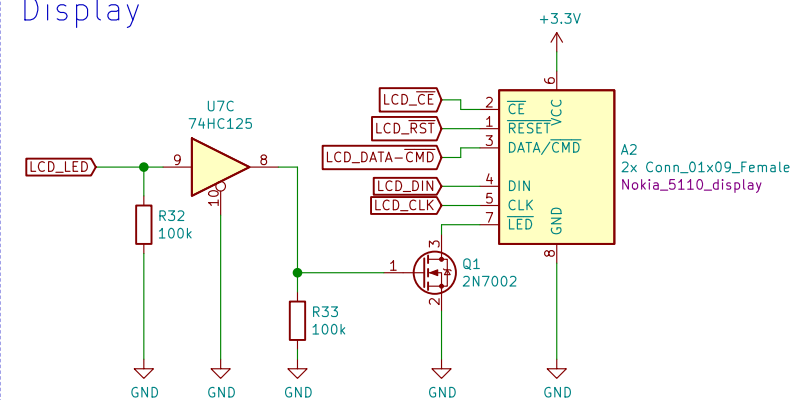 Display
+3.3V
6
U7C
74HC125
LCD_CE
2
CE
VCC
LCD_RST
1
RESET
LCD_DATA-CMD
3
DATA/CMD
A2
2x Conn_01x09_Female
Nokia_5110_display
LCD_LED
9
8
10
LCD_DIN
4
DIN
LCD_CLK
5
CLK
7
LED
GND
8
R32
100k
3
1
Q1
2N7002
2
R33
100k
GND
GND
GND
GND
GND